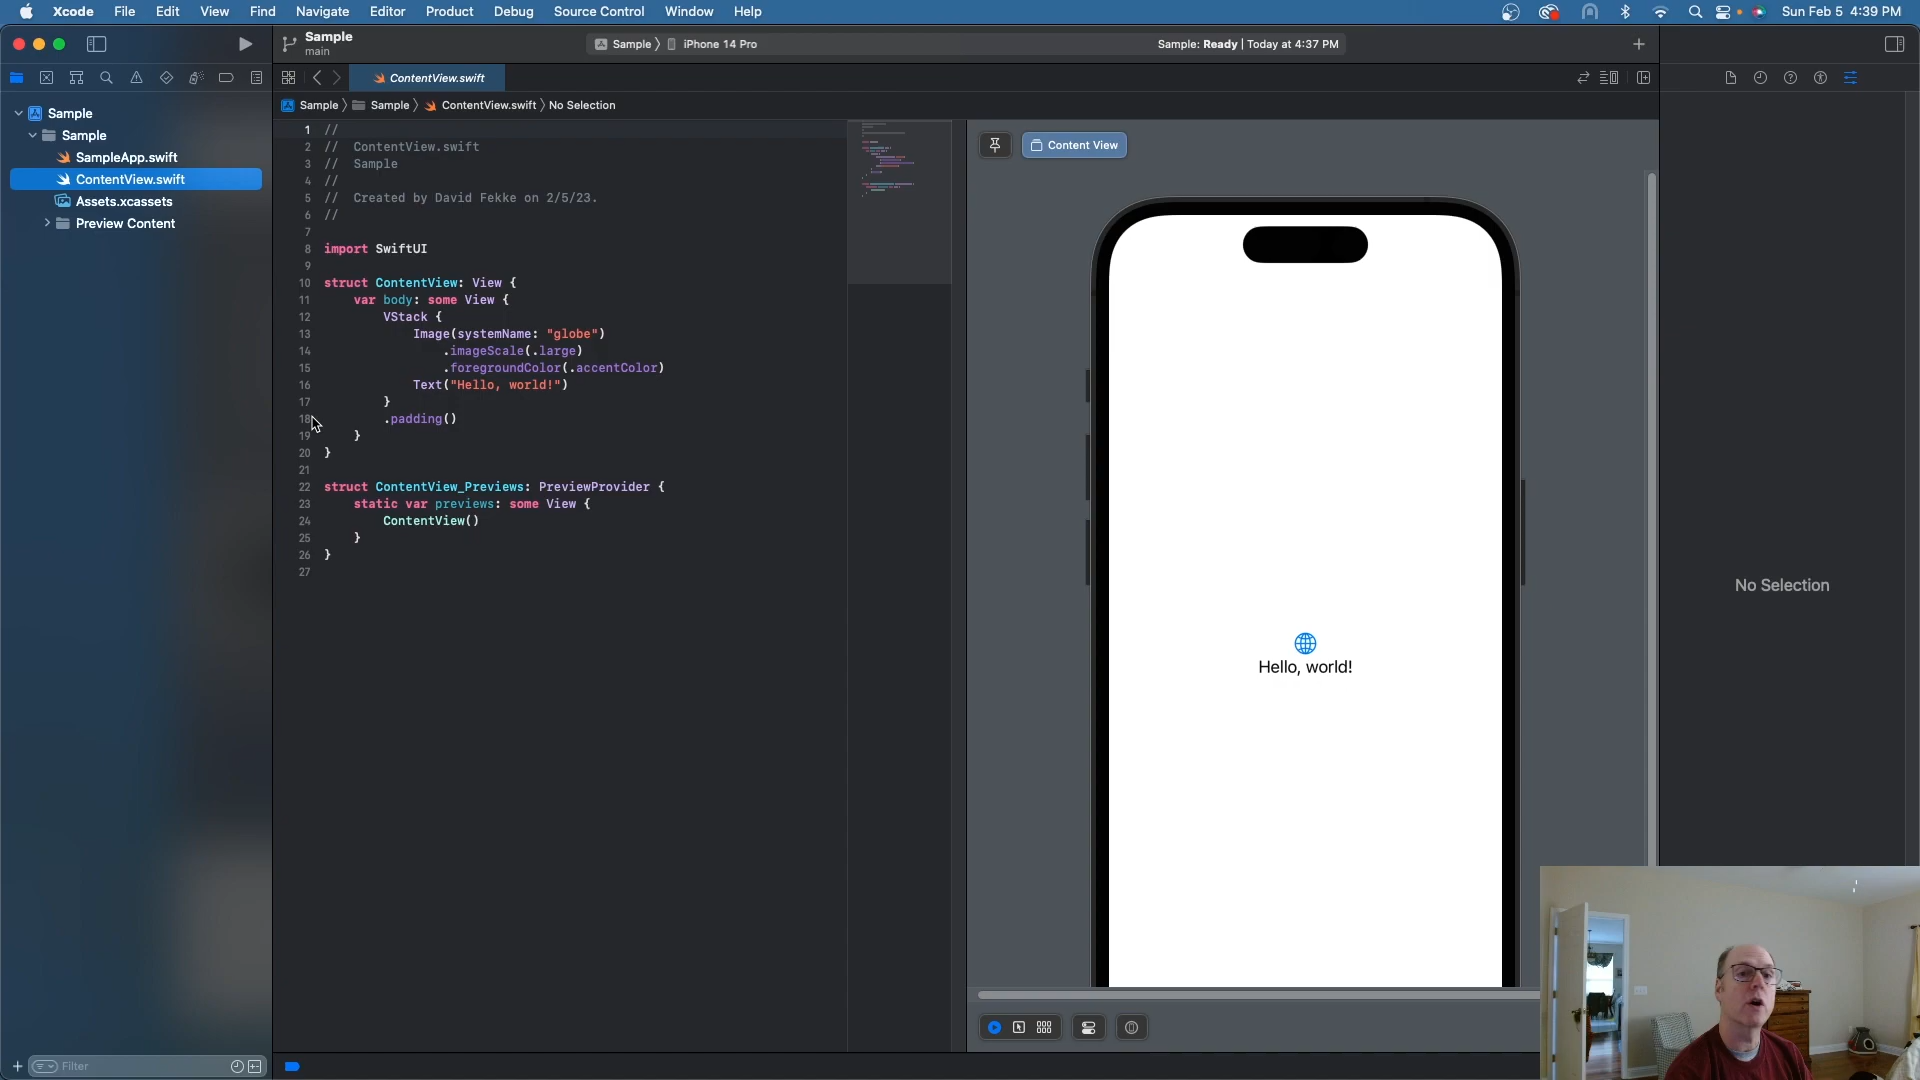 Xcode File Edit View Find Navigate Editor Product Debug Source Control Window Help Sun Feb 5 4:39 PM
Sample
main
Sample iPhone 14 Pro
Sample: Ready | Today at 4:37 PM
ContentView.swift
Sample Sample ContentView.swift No Selection
Sample
Sample
SampleApp.swift
ContentView.swift
Assets.xcassets
Preview Content
1 //
2 // ContentView.swift
3 // Sample
4 //
5 // Created by David Fekke on 2/5/23.
6 //
7
8 import SwiftUI
9
10 struct ContentView: View {
11 var body: some View {
12 VStack {
13 Image(systemName: "globe")
14 .imageScale(.large)
15 .foregroundColor(.accentColor)
16 Text("Hello, world!")
17 }
18 .padding()
19 }
20 }
21
22 struct ContentView_Previews: PreviewProvider {
23 static var previews: some View {
24 ContentView()
25 }
26 }
27
Content View
Hello, world!
No Selection
Filter